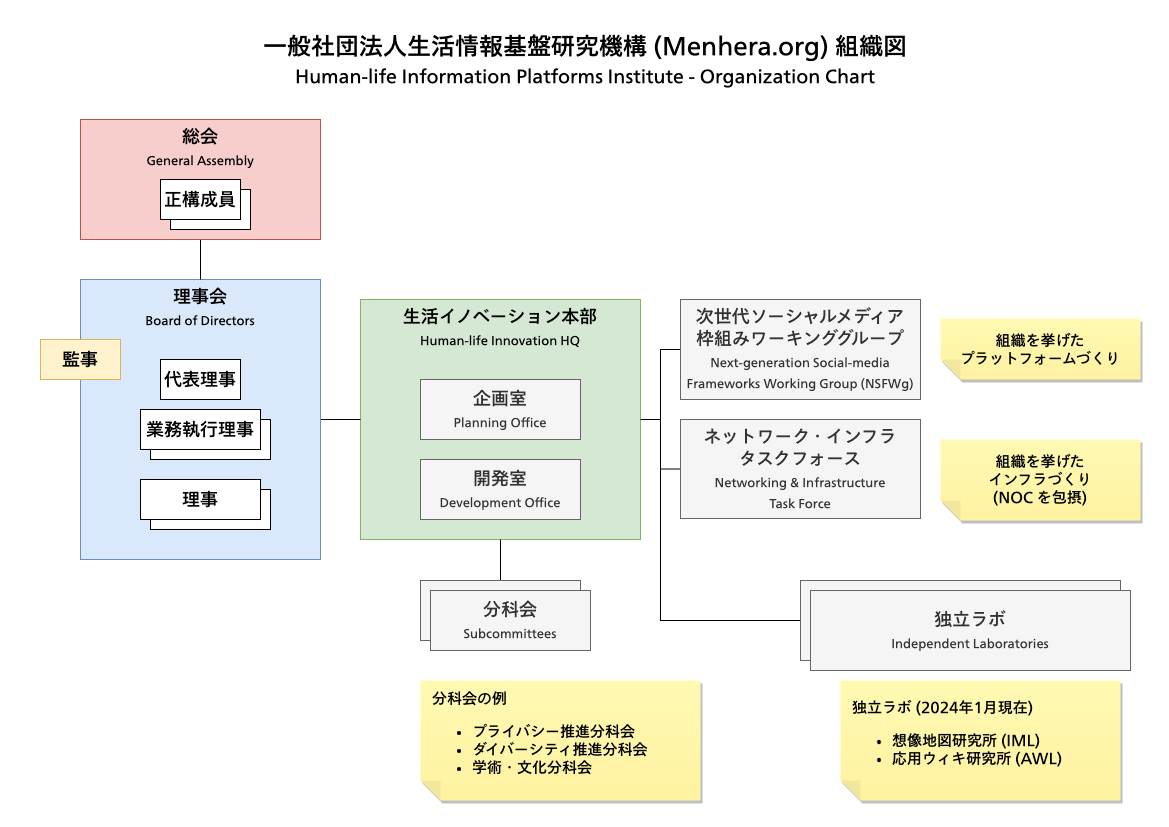 一般社団法人生活情報基盤研究機構 (Menhera.org) 組織図
Human-life Information Platforms Institute - Organization Chart
総会
General Assembly
正構成員
理事会
Board of Directors
監事
代表理事
業務執行理事
理事
生活イノベーション本部
Human-life Innovation HQ
企画室
Planning Office
開発室
Development Office
分科会
Subcommittees
次世代ソーシャルメディア
枠組みワーキンググループ
Next-generation Social-media
Frameworks Working Group (NSFWg)
組織を挙げた
プラットフォームづくり
ネットワーク・インフラ
タスクフォース
Networking & Infrastructure
Task Force
組織を挙げた
インフラづくり
(NOC を包摂)
独立ラボ
Independent Laboratories
分科会の例
• プライバシー推進分科会
• ダイバーシティ推進分科会
• 学術・文化分科会
独立ラボ (2024年1月現在)
• 想像地図研究所 (IML)
• 応用ウィキ研究所 (AWL)